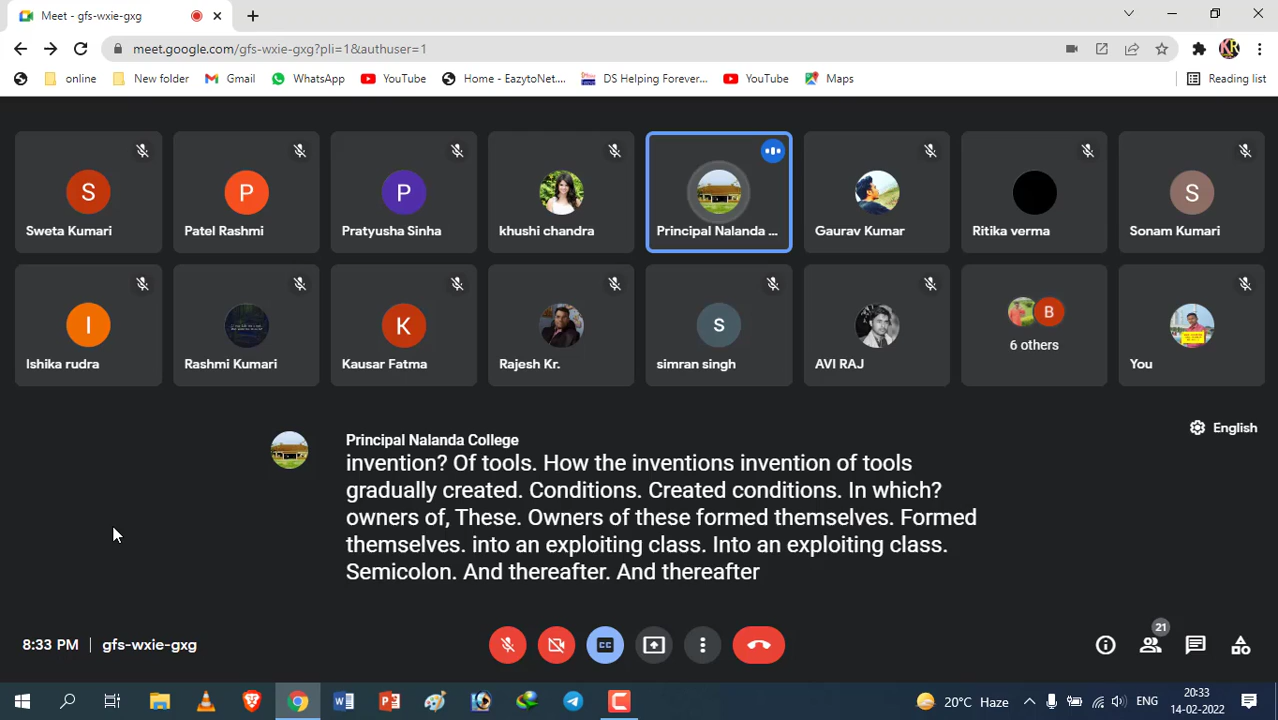 Meet - gfs-wxie-gxg
meet.google.com/gfs-wxie-gxg?pli=1&authuser=1
KR
online New folder Gmail WhatsApp YouTube Home - EazytoNet... DS Helping Forever... YouTube Maps Reading list
S P P S
Sweta Kumari Patel Rashmi Pratyusha Sinha khushi chandra Principal Nalanda ... Gaurav Kumar Ritika verma Sonam Kumari
I K s B
6 others
Ishika rudra Rashmi Kumari Kausar Fatma Rajesh Kr. simran singh AVI RAJ You
English
Principal Nalanda College
invention? Of tools. How the inventions invention of tools
gradually created. Conditions. Created conditions. In which?
owners of, These. Owners of these formed themselves. Formed
themselves. into an exploiting class. Into an exploiting class.
Semicolon. And thereafter. And thereafter
21
8:33 PM gfs-wxie-gxg CC
20°C Haze ENG 20:33
14-02-2022